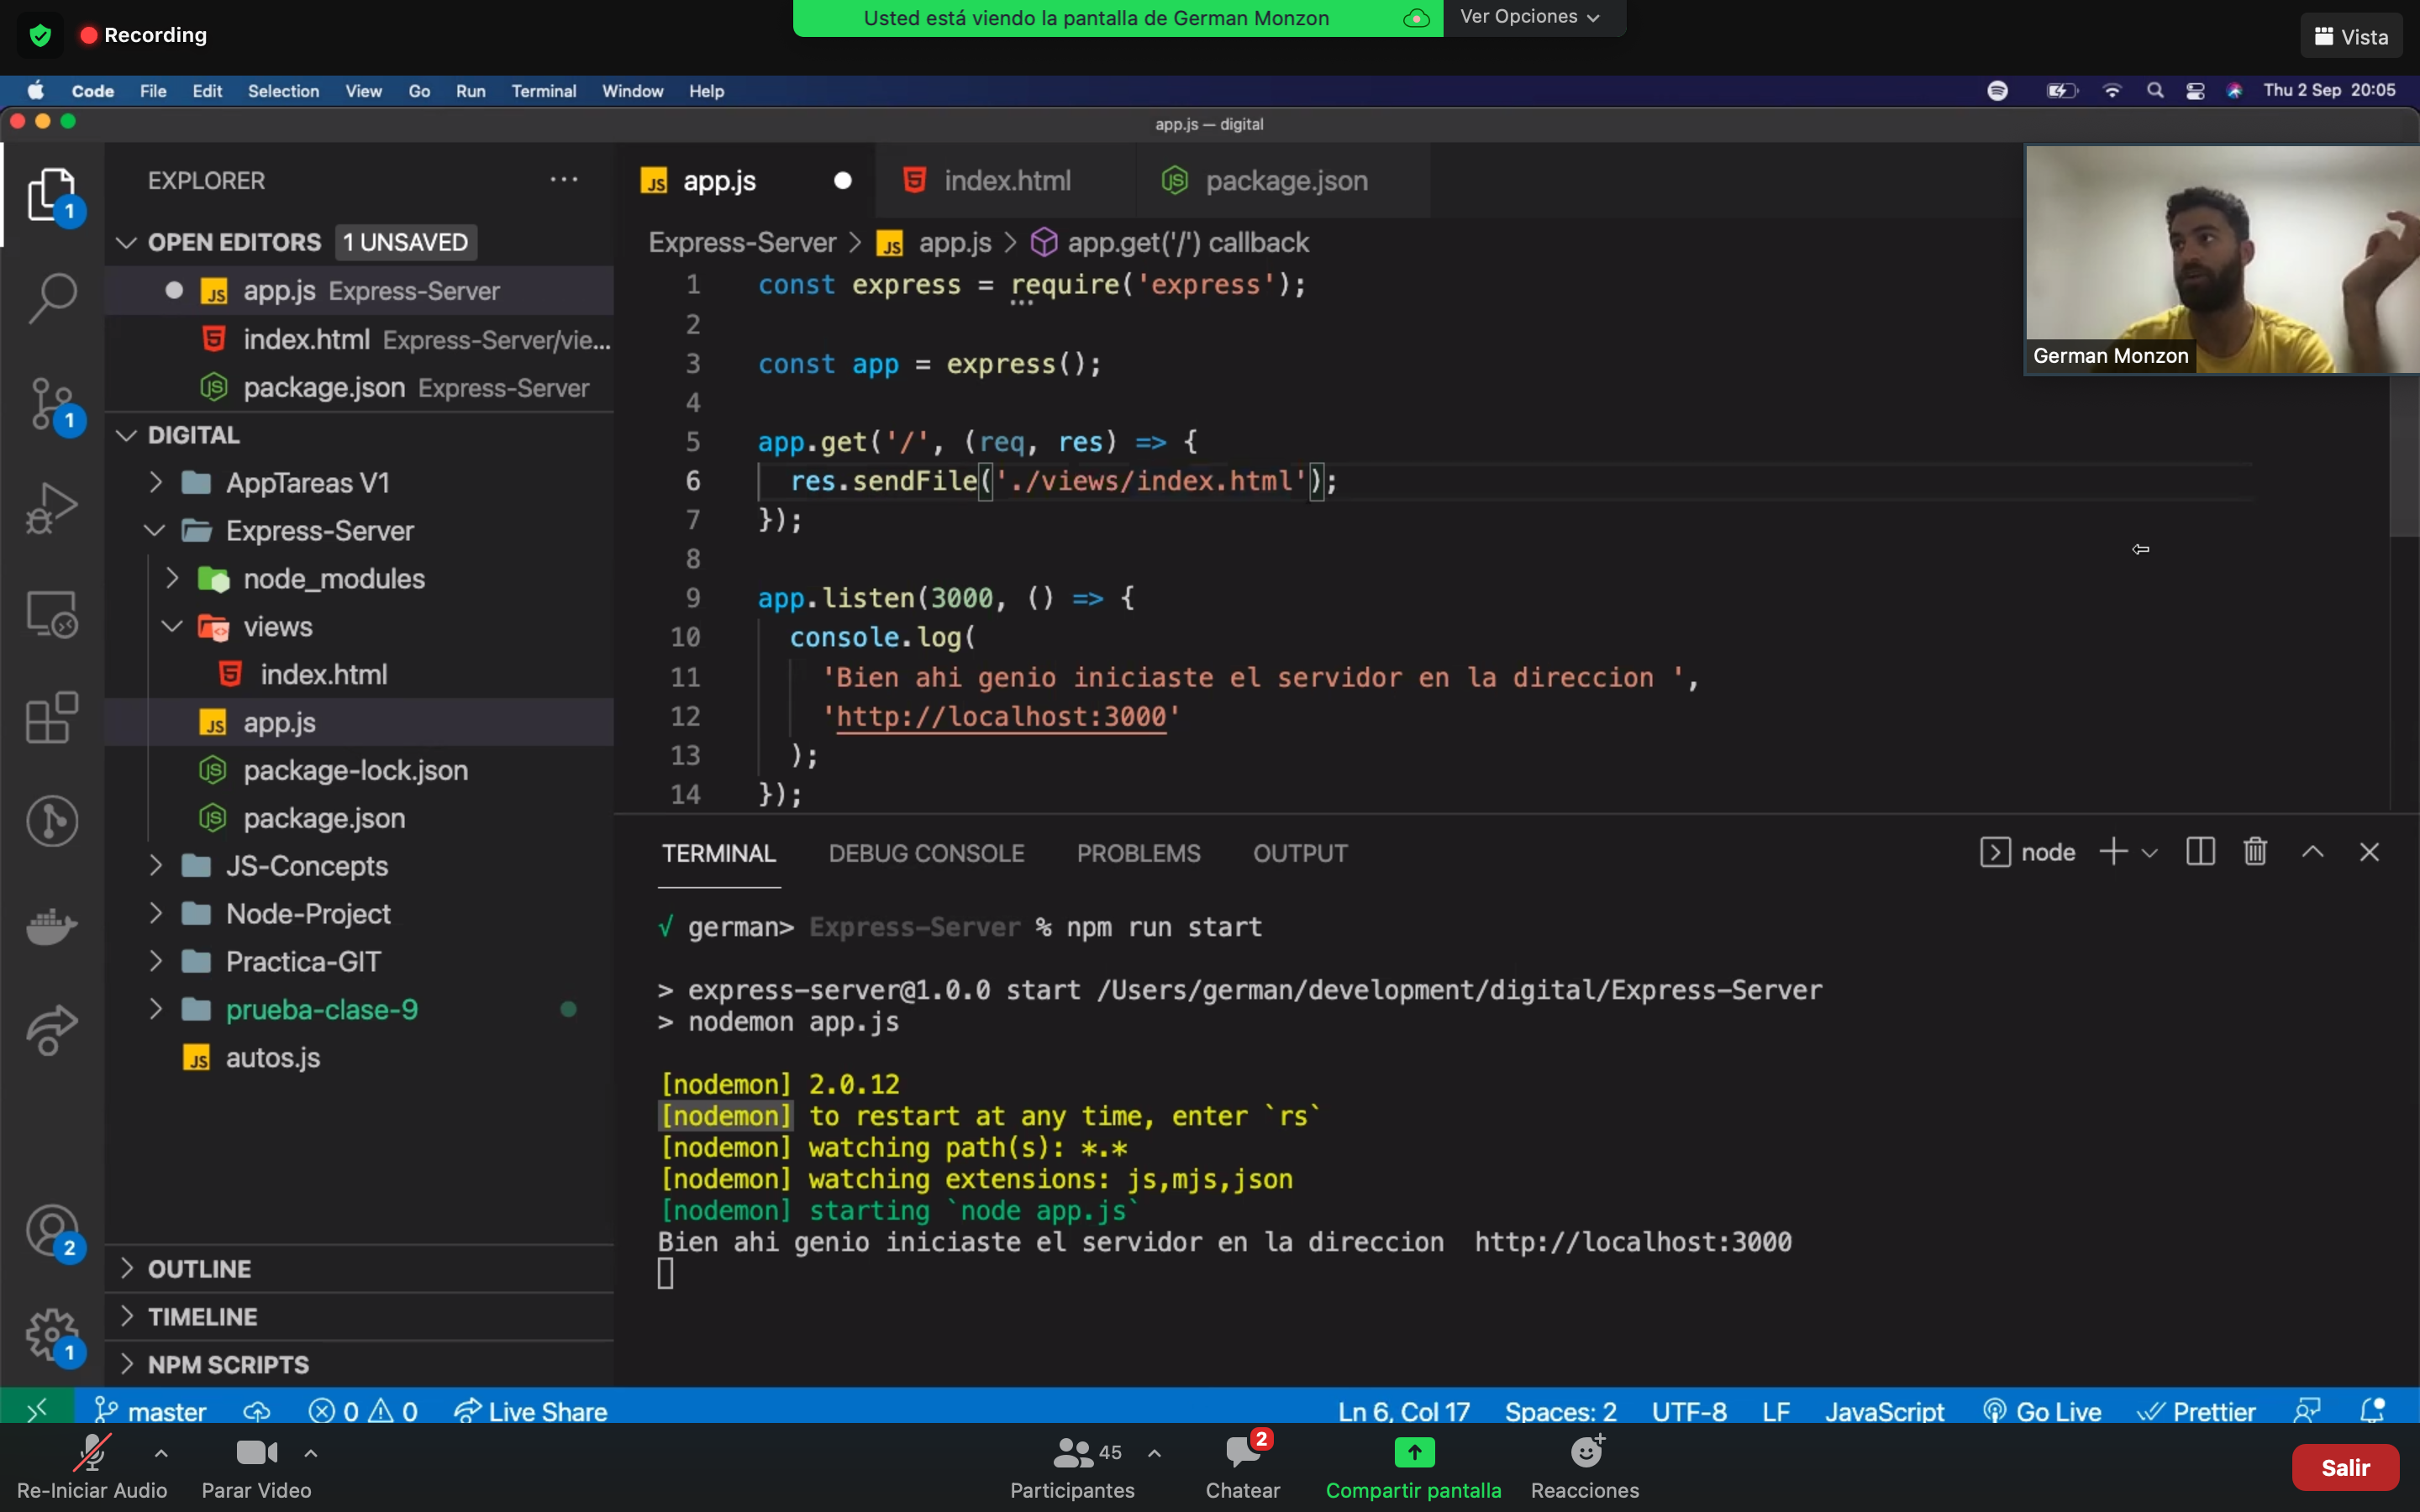 Recording
Usted está viendo la pantalla de German Monzon
Ver Opciones
Vista
Code File Edit Selection View Go Run Terminal Window Help
Thu 2 Sep 20:05
app.js — digital
EXPLORER
OPEN EDITORS 1 UNSAVED
JS app.js Express-Server
index.html Express-Server/vie...
package.json Express-Server
DIGITAL
AppTareas V1
Express-Server
node_modules
views
index.html
JS app.js
package-lock.json
package.json
JS-Concepts
Node-Project
Practica-GIT
prueba-clase-9
JS autos.js
OUTLINE
TIMELINE
NPM SCRIPTS
1
1
2
1
JS app.js index.html package.json
Express-Server > JS app.js > app.get('/') callback
1 const express = require('express');
2
3 const app = express();
4
5 app.get('/', (req, res) => {
6 res.sendFile('./views/index.html');
7 });
8
9 app.listen(3000, () => {
10 console.log(
11 'Bien ahi genio iniciaste el servidor en la direccion ',
12 'http://localhost:3000'
13 );
14 });
German Monzon
TERMINAL DEBUG CONSOLE PROBLEMS OUTPUT
node
√ german> Express-Server % npm run start
> express-server@1.0.0 start /Users/german/development/digital/Express-Server
> nodemon app.js
[nodemon] 2.0.12
[nodemon] to restart at any time, enter `rs`
[nodemon] watching path(s): *.*
[nodemon] watching extensions: js,mjs,json
[nodemon] starting `node app.js`
Bien ahi genio iniciaste el servidor en la direccion  http://localhost:3000
master 0 0 Live Share
Ln 6, Col 17 Spaces: 2 UTF-8 LF JavaScript Go Live Prettier
Re-Iniciar Audio
Parar Video
45
Participantes
2
Chatear
Compartir pantalla
Reacciones
Salir